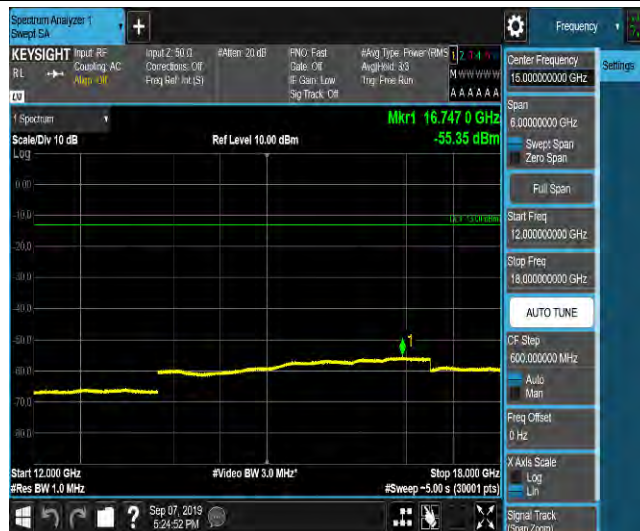 Spectrum Analyzer 1
Swept SA
+
Frequency
KEYSIGHT
RL
Input: RF
Coupling: AC
Align: Off
Input Z: 50 Ω
Corrections: Off
Freq Ref: Int (S)
#Atten: 20 dB
PNO: Fast
Gate: Off
IF Gain: Low
Sig Track: Off
#Avg Type: Power (RMS
Avg|Hold: 3/3
Trig: Free Run
M W W W W W
A A A A A A
1 Spectrum
Scale/Div 10 dB
Log
Ref Level 10.00 dBm
Mkr1 16.747 0 GHz
-55.35 dBm
0.00
-10.0
-20.0
-30.0
-40.0
-50.0
-60.0
-70.0
-80.0
1
Start 12.000 GHz
#Res BW 1.0 MHz
#Video BW 3.0 MHz*
Stop 18.000 GHz
#Sweep ~5.00 s (30001 pts)
Center Frequency
15.000000000 GHz
Settings
Span
6.00000000 GHz
Swept Span
Zero Span
Full Span
Start Freq
12.000000000 GHz
Stop Freq
18.000000000 GHz
AUTO TUNE
CF Step
600.000000 MHz
Auto
Man
Freq Offset
0 Hz
X Axis Scale
Log
Lin
Signal Track
(Span Zoom)
?
Sep 07, 2019
5:24:52 PM